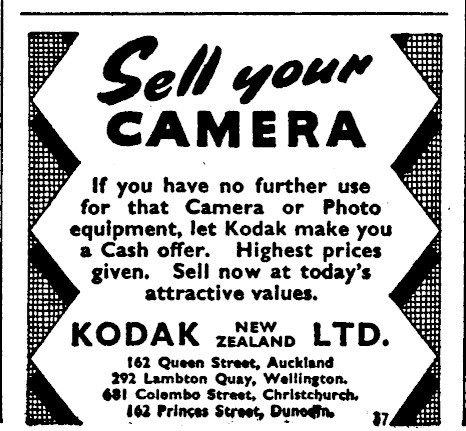 Sell your
CAMERA
If you have no further use
for that Camera or Photo
equipment, let Kodak make you
a Cash offer. Highest prices
given. Sell now at today's
attractive values.
KODAK NEW ZEALAND LTD.
162 Queen Street, Auckland
292 Lambton Quay, Wellington.
681 Colombo Street, Christchurch.
162 Princes Street, Dunedin.
37